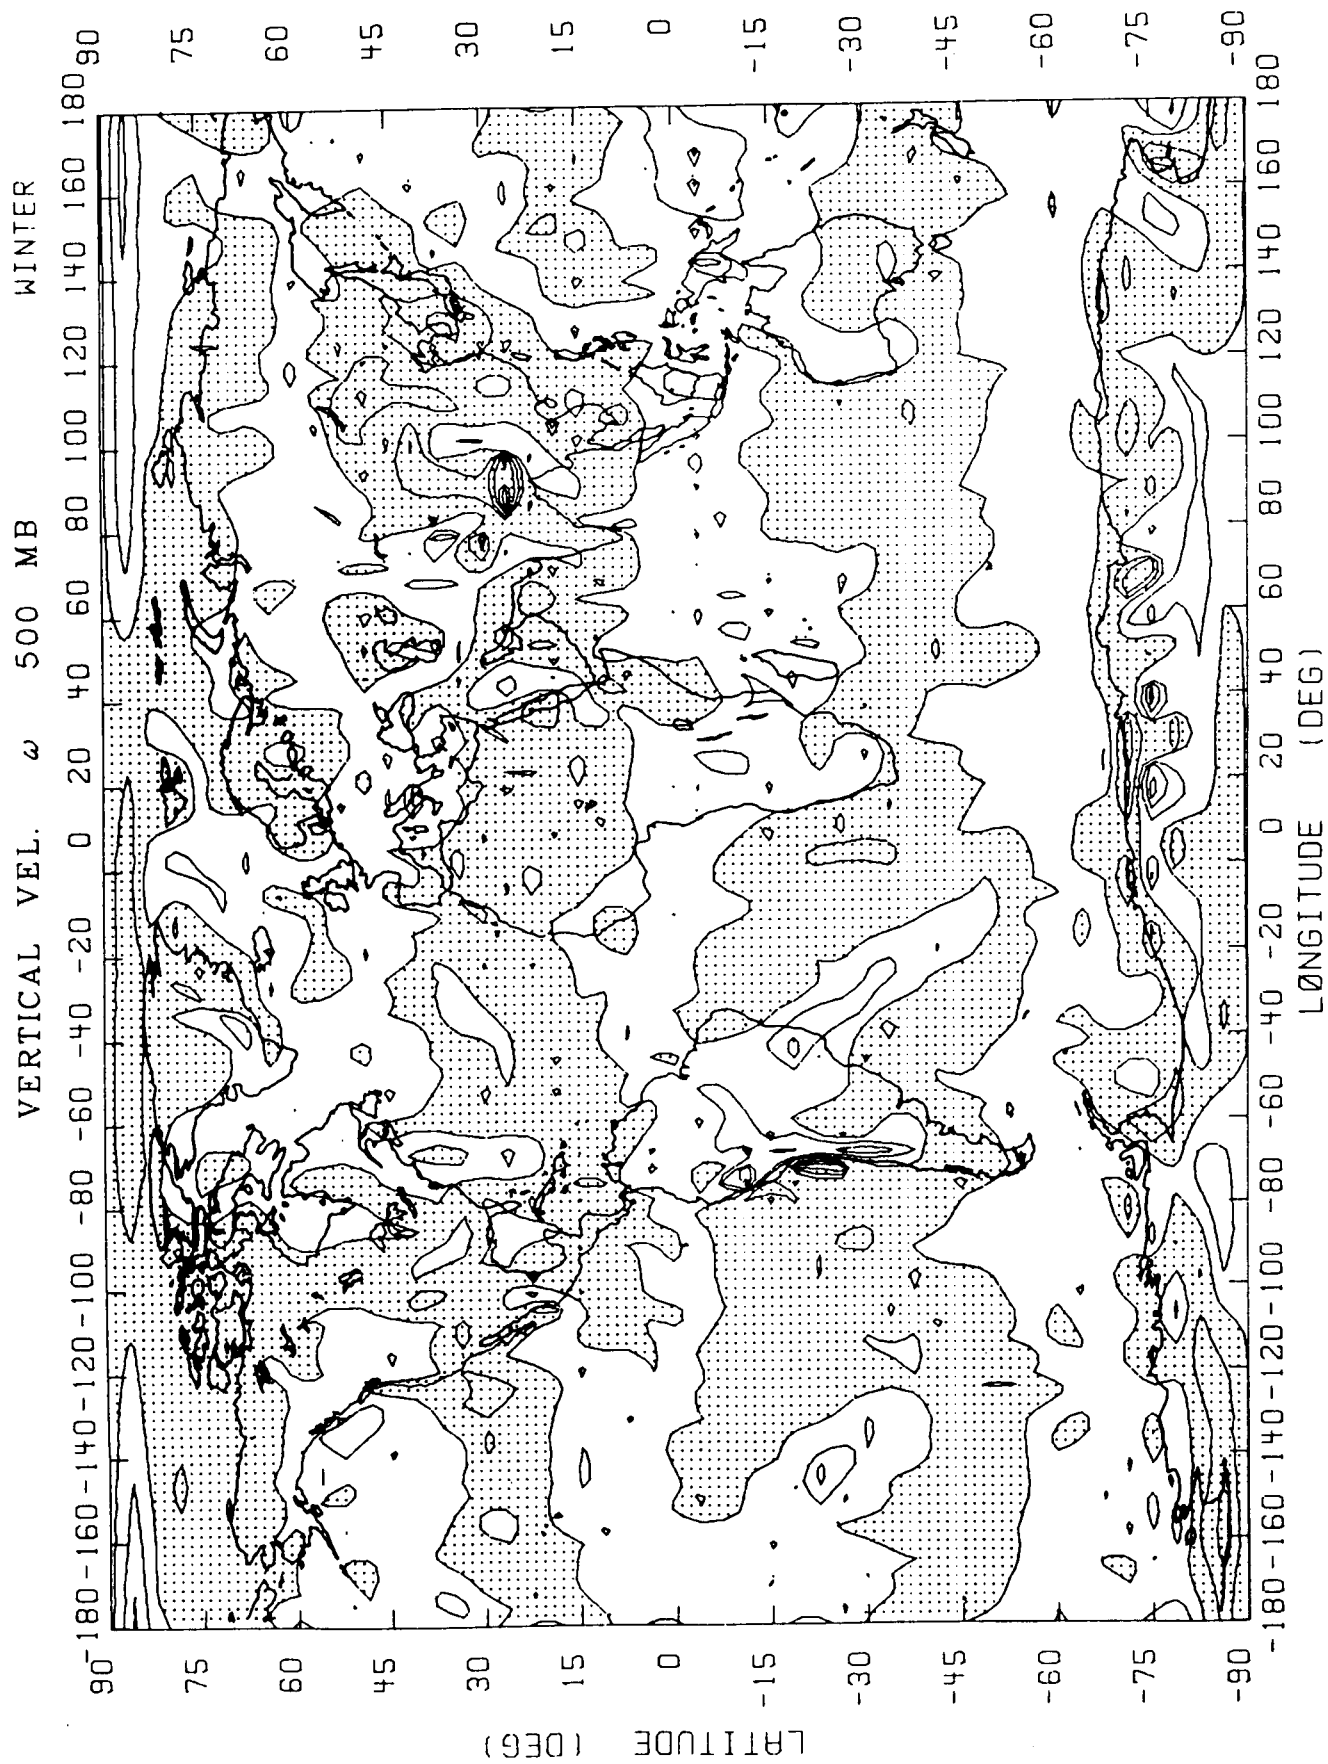 VERTICAL VEL. ω 500 MB WINTER
-180 -160 -140 -120 -100 -80 -60 -40 -20 0 20 40 60 80 100 120 140 160 180
90 90
75 75
60 60
45 45
30 30
15 15
0 0
-15 -15
-30 -30
-45 -45
-60 -60
-75 -75
-90 -90
-180 -160 -140 -120 -100 -80 -60 -40 -20 0 20 40 60 80 100 120 140 160 180
LATITUDE (DEG)
LØNGITUDE (DEG)